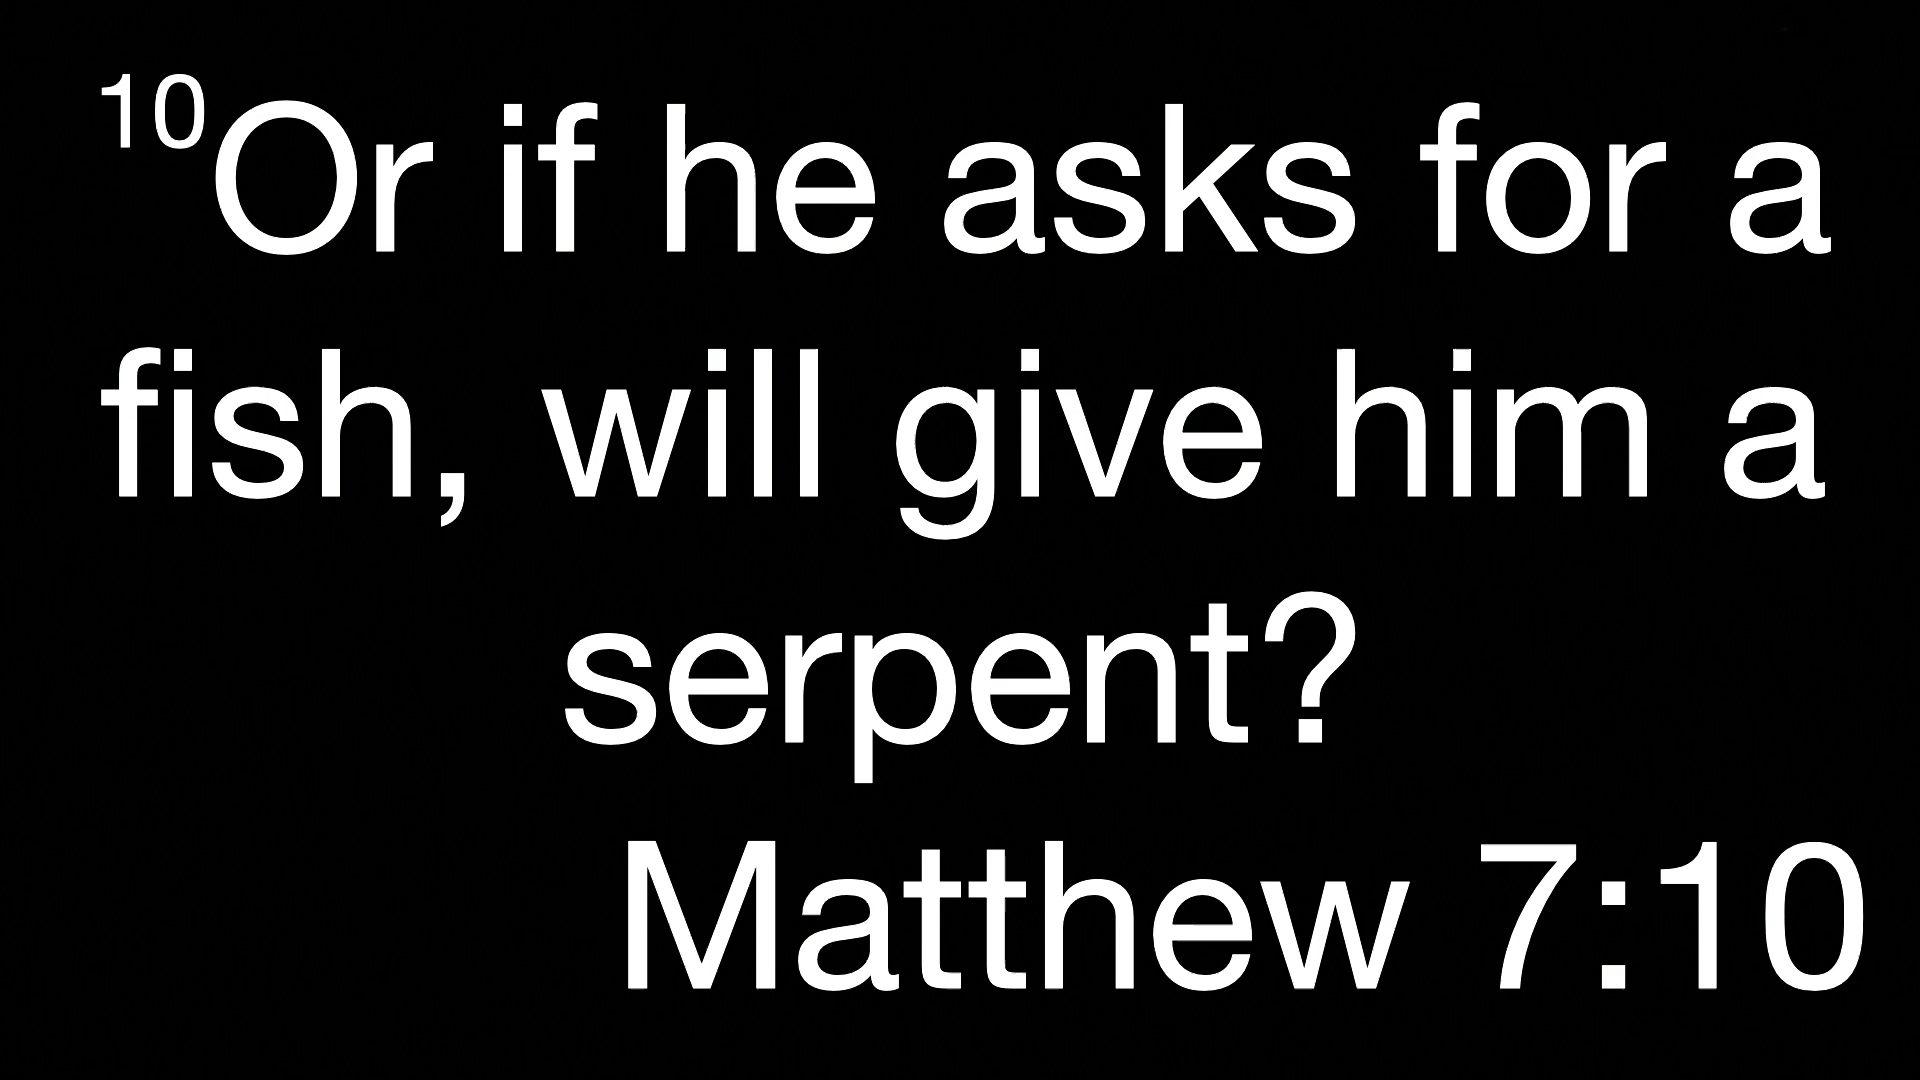 10Or if he asks for a
fish, will give him a
serpent?
Matthew 7:10